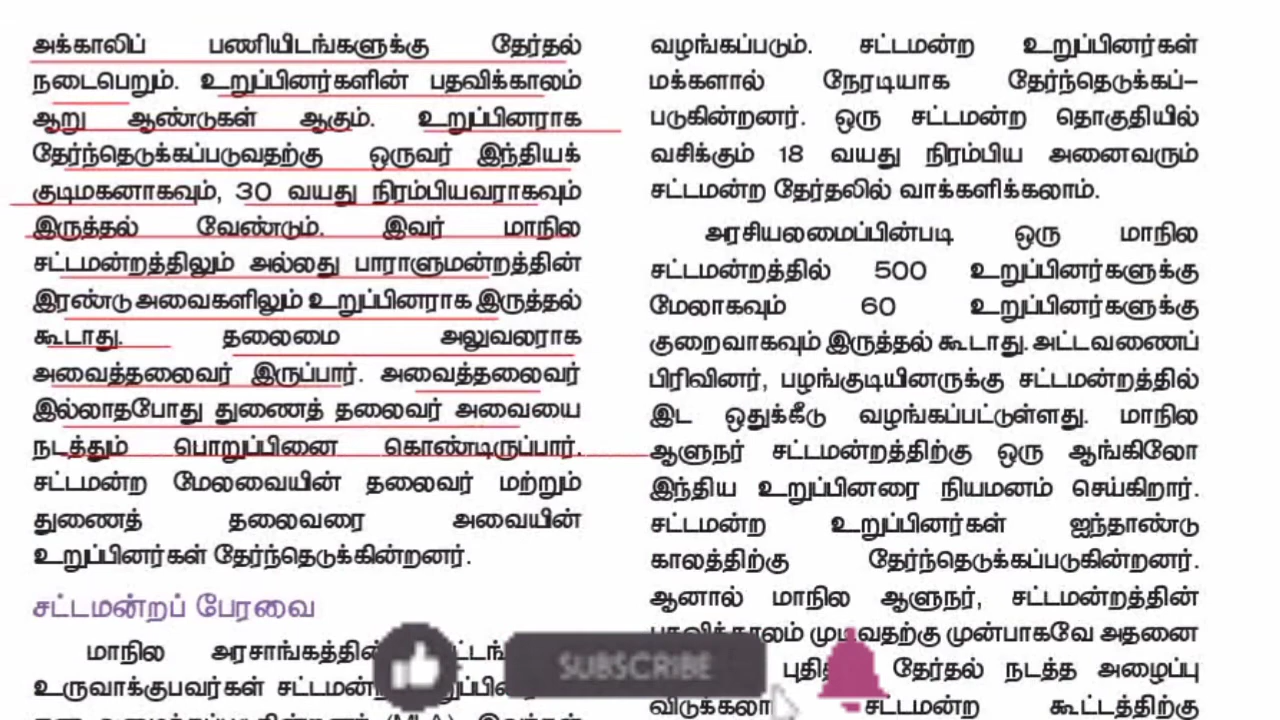 அக்காலிப் பணியிடங்களுக்கு தேர்தல்
நடைபெறும். உறுப்பினர்களின் பதவிக்காலம்
ஆறு ஆண்டுகள் ஆகும். உறுப்பினராக
தேர்ந்தெடுக்கப்படுவதற்கு ஒருவர் இந்தியக்
குடிமகனாகவும், 30 வயது நிரம்பியவராகவும்
இருத்தல் வேண்டும். இவர் மாநில
சட்டமன்றத்திலும் அல்லது பாராளுமன்றத்தின்
இரண்டு அவைகளிலும் உறுப்பினராக இருத்தல்
கூடாது. தலைமை அலுவலராக
அவைத்தலைவர் இருப்பார். அவைத்தலைவர்
இல்லாதபோது துணைத் தலைவர் அவையை
நடத்தும் பொறுப்பினை கொண்டிருப்பார்.
சட்டமன்ற மேலவையின் தலைவர் மற்றும்
துணைத் தலைவரை அவையின்
உறுப்பினர்கள் தேர்ந்தெடுக்கின்றனர்.
சட்டமன்றப் பேரவை
மாநில அரசாங்கத்தின்
உருவாக்குபவர்கள்
வழங்கப்படும். சட்டமன்ற உறுப்பினர்கள்
மக்களால் நேரடியாக தேர்ந்தெடுக்கப்–
படுகின்றனர். ஒரு சட்டமன்ற தொகுதியில்
வசிக்கும் 18 வயது நிரம்பிய அனைவரும்
சட்டமன்ற தேர்தலில் வாக்களிக்கலாம்.
அரசியலமைப்பின்படி ஒரு மாநில
சட்டமன்றத்தில் 500 உறுப்பினர்களுக்கு
மேலாகவும் 60 உறுப்பினர்களுக்கு
குறைவாகவும் இருத்தல் கூடாது. அட்டவணைப்
பிரிவினர், பழங்குடியினருக்கு சட்டமன்றத்தில்
இட ஒதுக்கீடு வழங்கப்பட்டுள்ளது. மாநில
ஆளுநர் சட்டமன்றத்திற்கு ஒரு ஆங்கிலோ
இந்திய உறுப்பினரை நியமனம் செய்கிறார்.
சட்டமன்ற உறுப்பினர்கள் ஐந்தாண்டு
காலத்திற்கு தேர்ந்தெடுக்கப்படுகின்றனர்.
ஆனால் மாநில ஆளுநர், சட்டமன்றத்தின்
முன்பாகவே அதனை
தேர்தல் நடத்த அழைப்பு
சட்டமன்ற கூட்டத்திற்கு
SUBSCRIBE